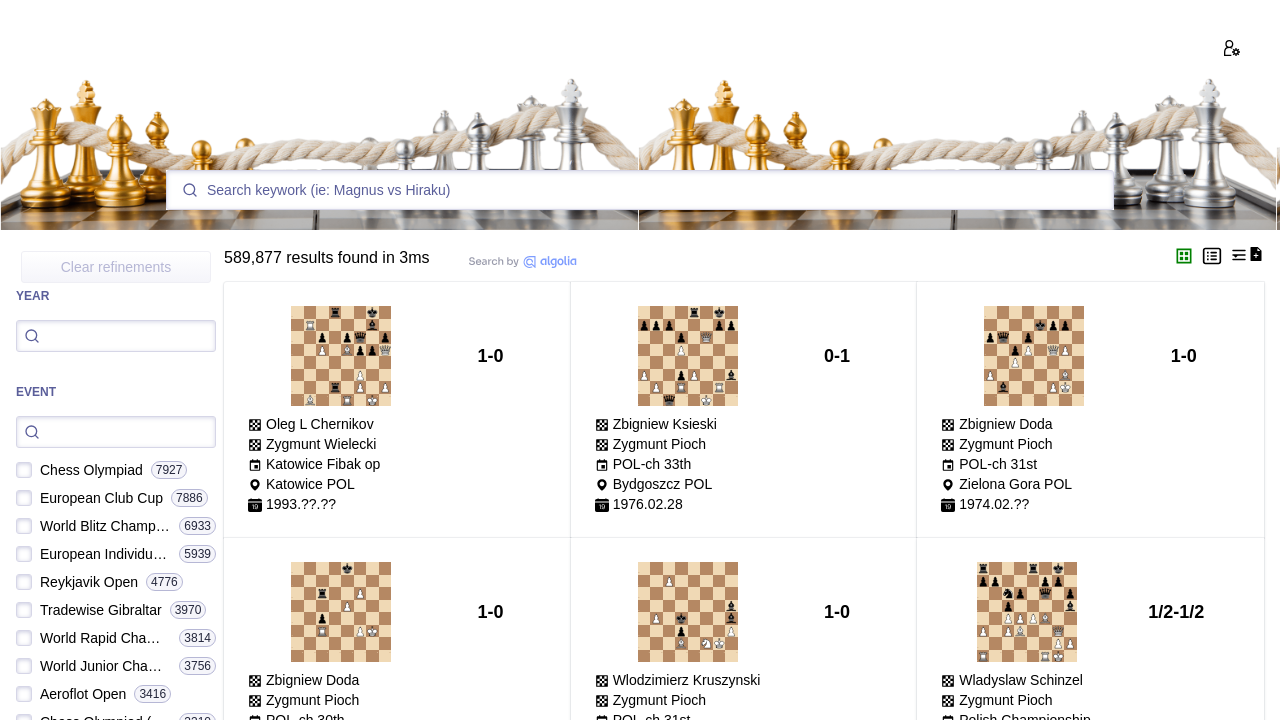 Search keyword (ie: Magnus vs Hiraku)
Clear refinements
589,877 results found in 3ms
Search by algolia
YEAR
EVENT
Chess Olympiad 7927
European Club Cup 7886
World Blitz Champ… 6933
European Individu… 5939
Reykjavik Open 4776
Tradewise Gibraltar 3970
World Rapid Cha… 3814
World Junior Cha… 3756
Aeroflot Open 3416
1-0
Oleg L Chernikov
Zygmunt Wielecki
Katowice Fibak op
Katowice POL
1993.??.??
0-1
Zbigniew Ksieski
Zygmunt Pioch
POL-ch 33th
Bydgoszcz POL
1976.02.28
1-0
Zbigniew Doda
Zygmunt Pioch
POL-ch 31st
Zielona Gora POL
1974.02.??
1-0
Zbigniew Doda
Zygmunt Pioch
POL-ch 30th
1-0
Wlodzimierz Kruszynski
Zygmunt Pioch
POL-ch 31st
1/2-1/2
Wladyslaw Schinzel
Zygmunt Pioch
Polish Championship